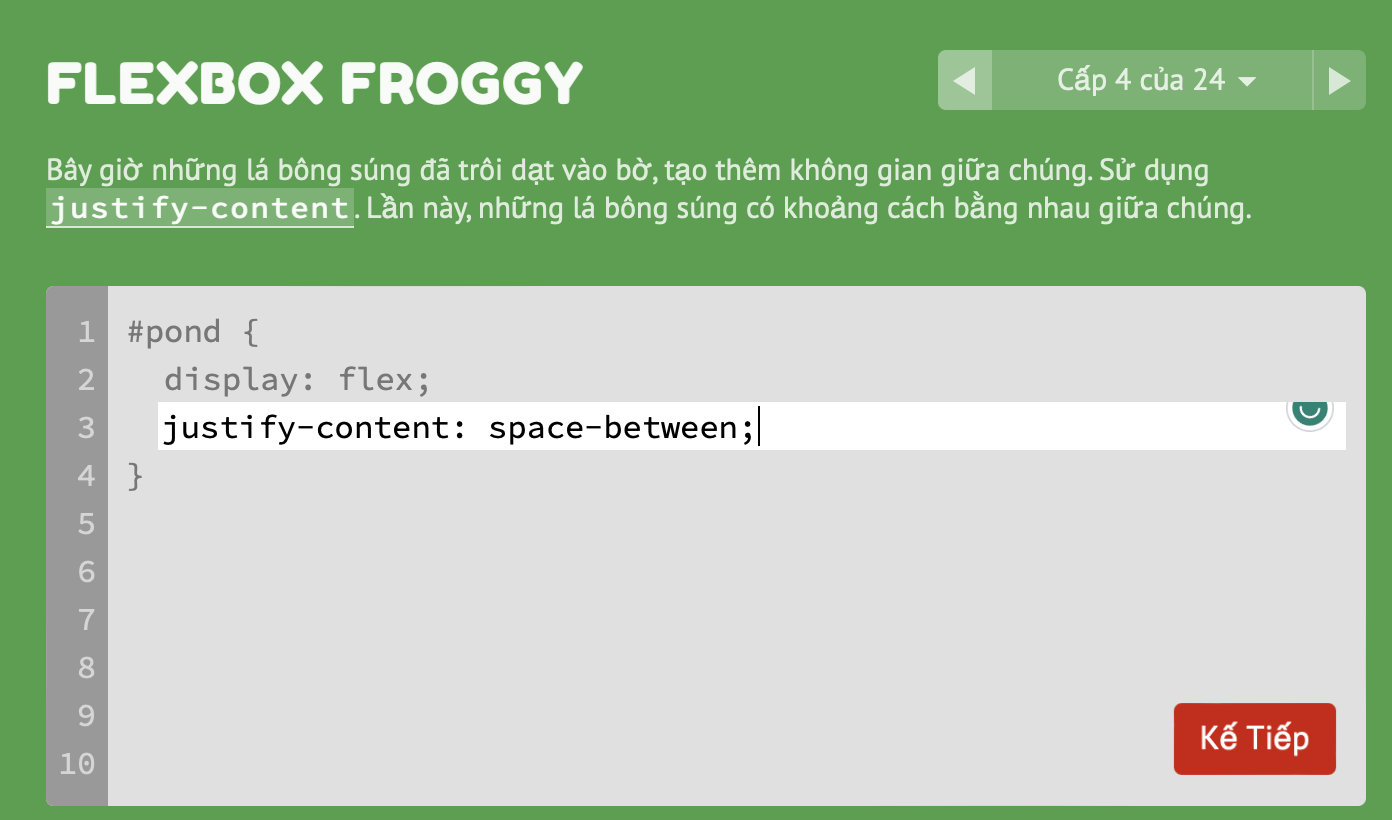 FLEXBOX FROGGY
Cấp 4 của 24
Bây giờ những lá bông súng đã trôi dạt vào bờ, tạo thêm không gian giữa chúng. Sử dụng
justify-content. Lần này, những lá bông súng có khoảng cách bằng nhau giữa chúng.
1 #pond {
2 display: flex;
3 justify-content: space-between;
4 }
5
6
7
8
9
10
Kế Tiếp